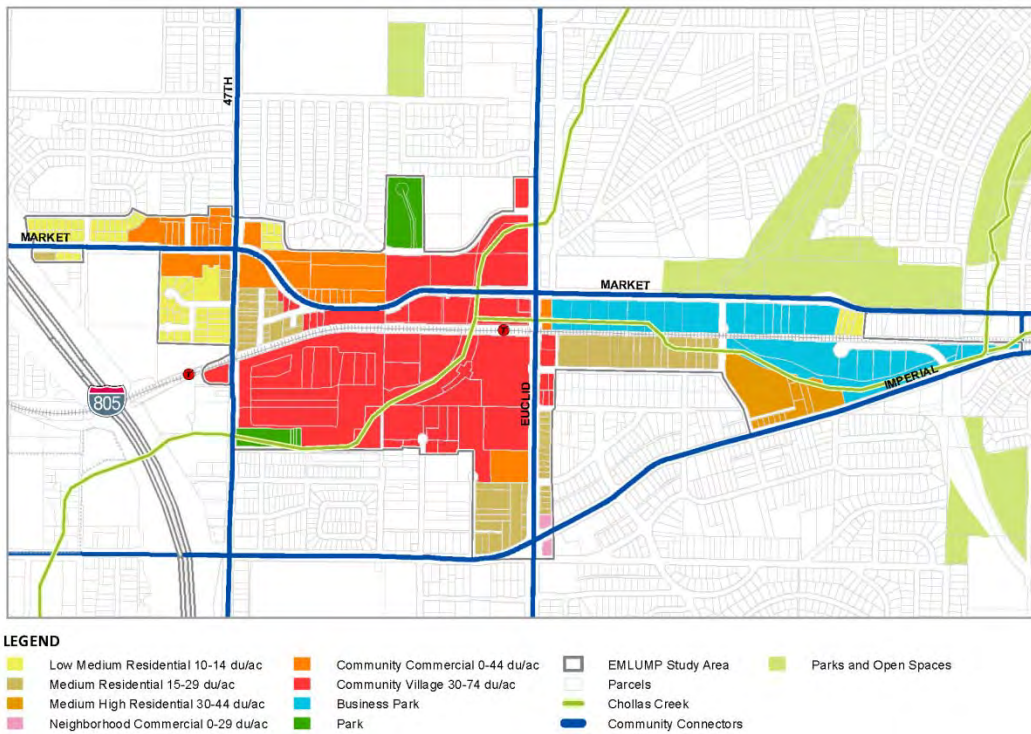 47TH
MARKET
MARKET
EUCLID
IMPERIAL
805
T
T
LEGEND
Low Medium Residential 10-14 du/ac
Medium Residential 15-29 du/ac
Medium High Residential 30-44 du/ac
Neighborhood Commercial 0-29 du/ac
Community Commercial 0-44 du/ac
Community Village 30-74 du/ac
Business Park
Park
EMLUMP Study Area
Parcels
Chollas Creek
Community Connectors
Parks and Open Spaces